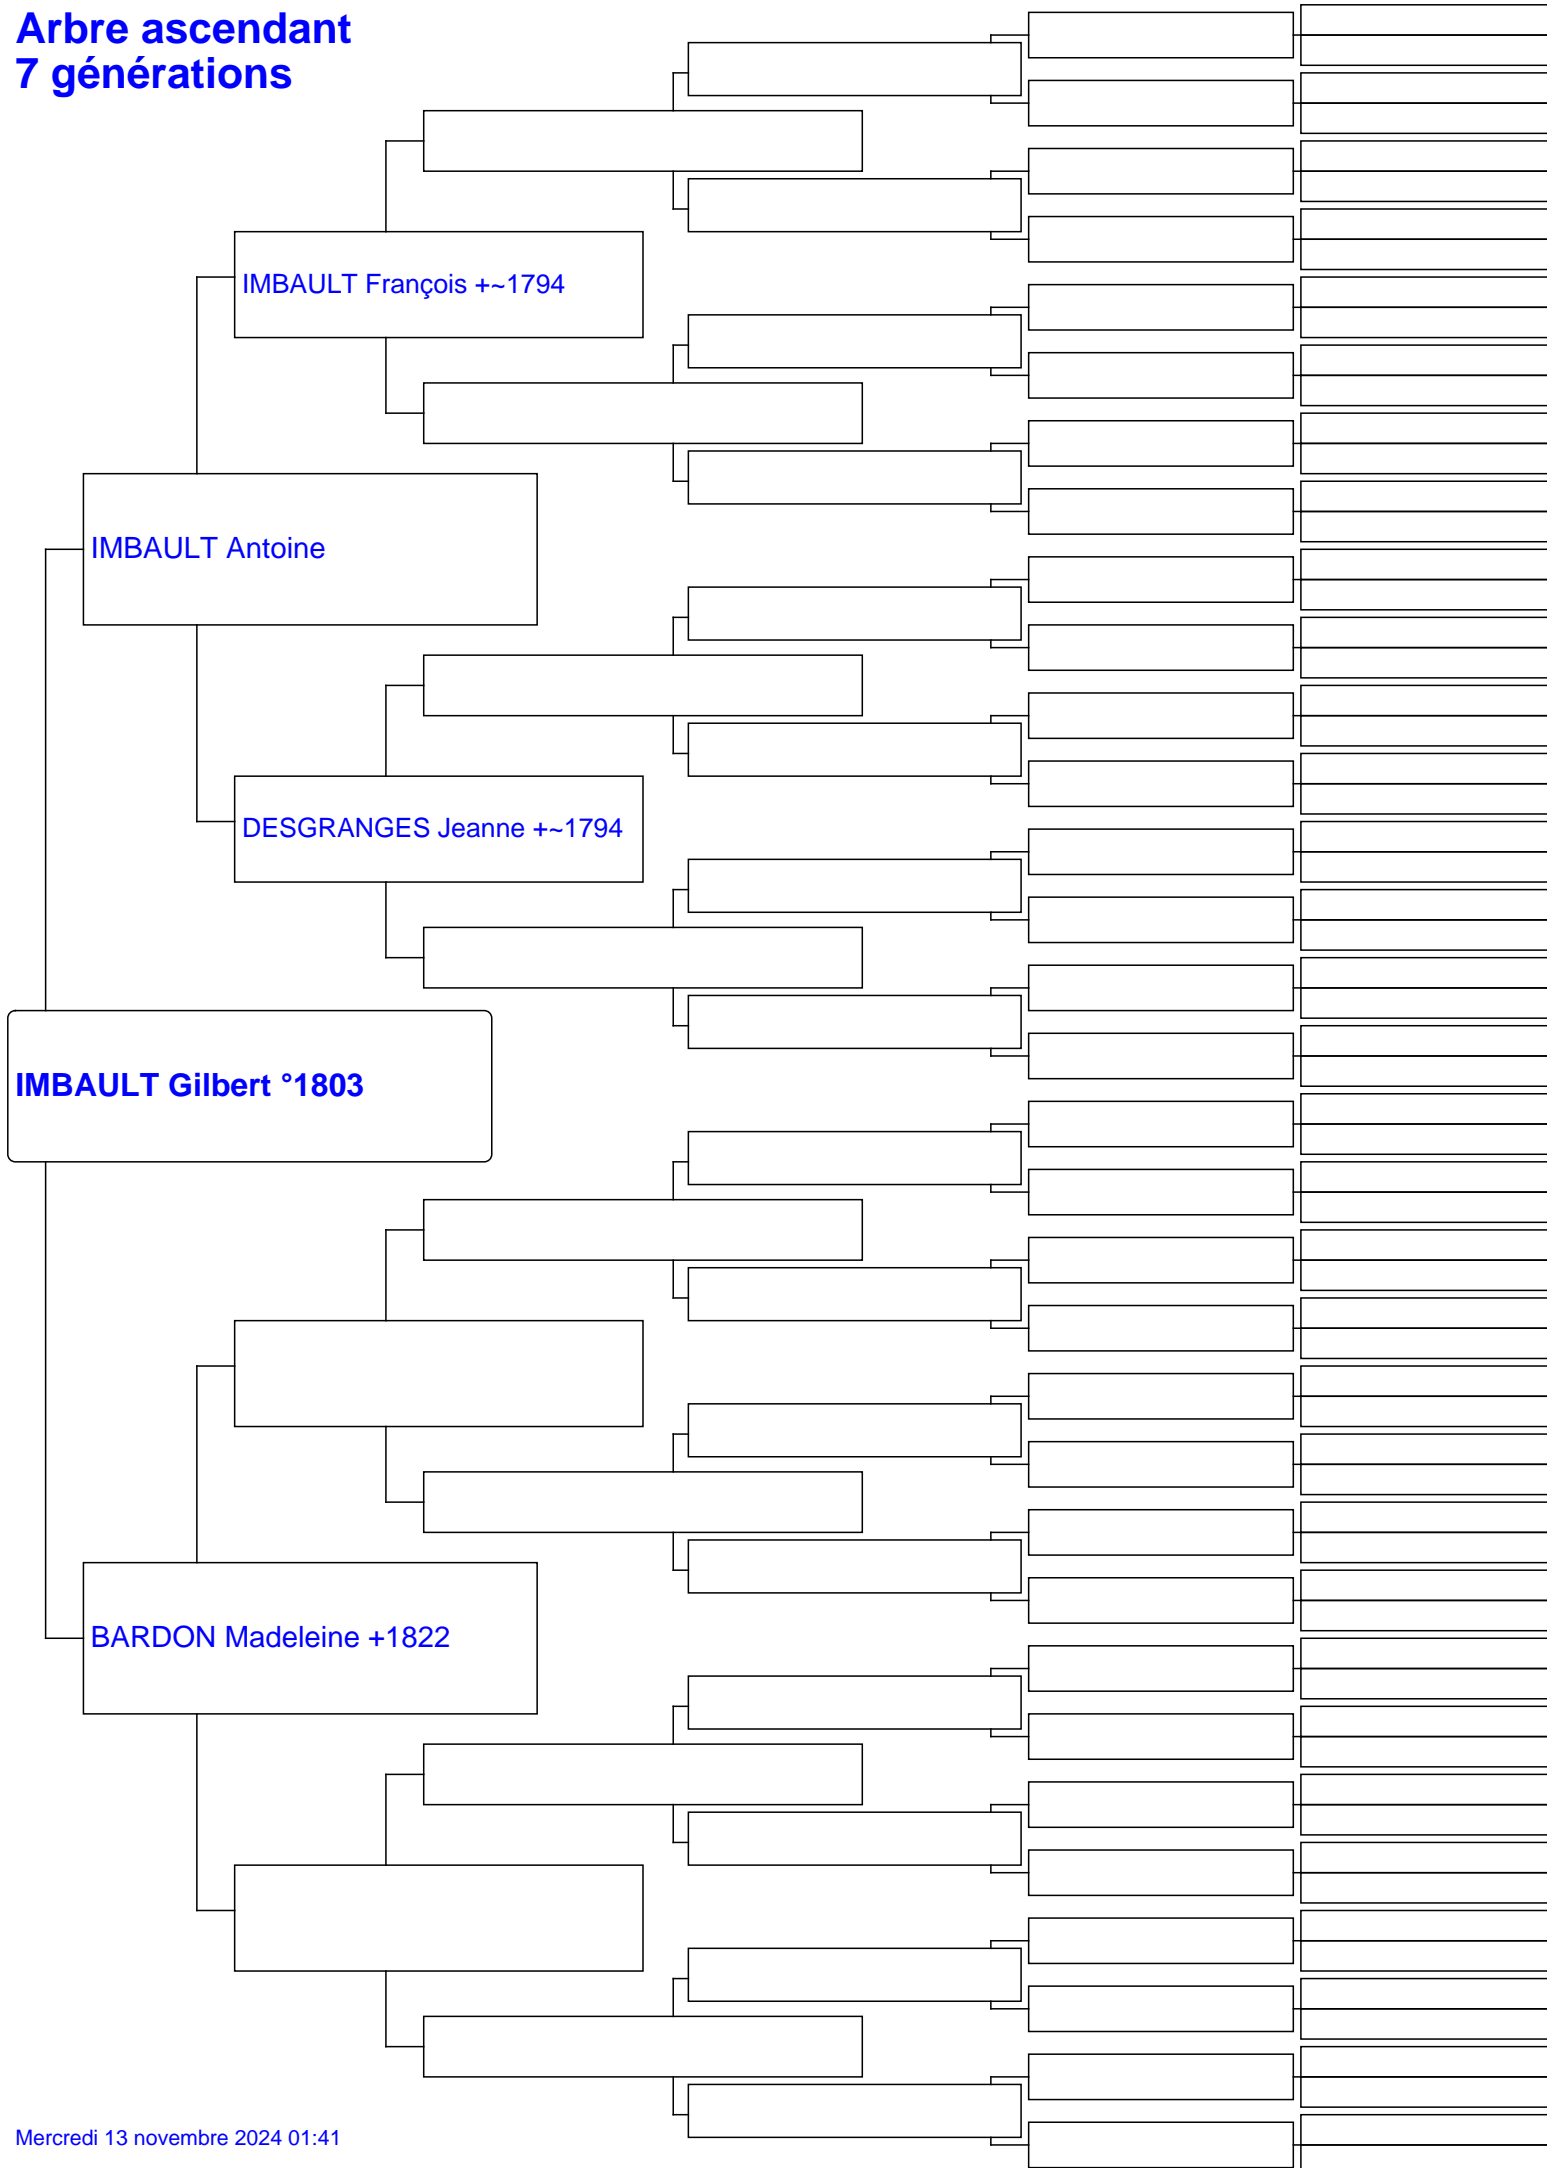 Arbre ascendant
7 générations
IMBAULT François +~1794
IMBAULT Antoine
DESGRANGES Jeanne +~1794
IMBAULT Gilbert °1803
BARDON Madeleine +1822
Mercredi 13 novembre 2024 01:41